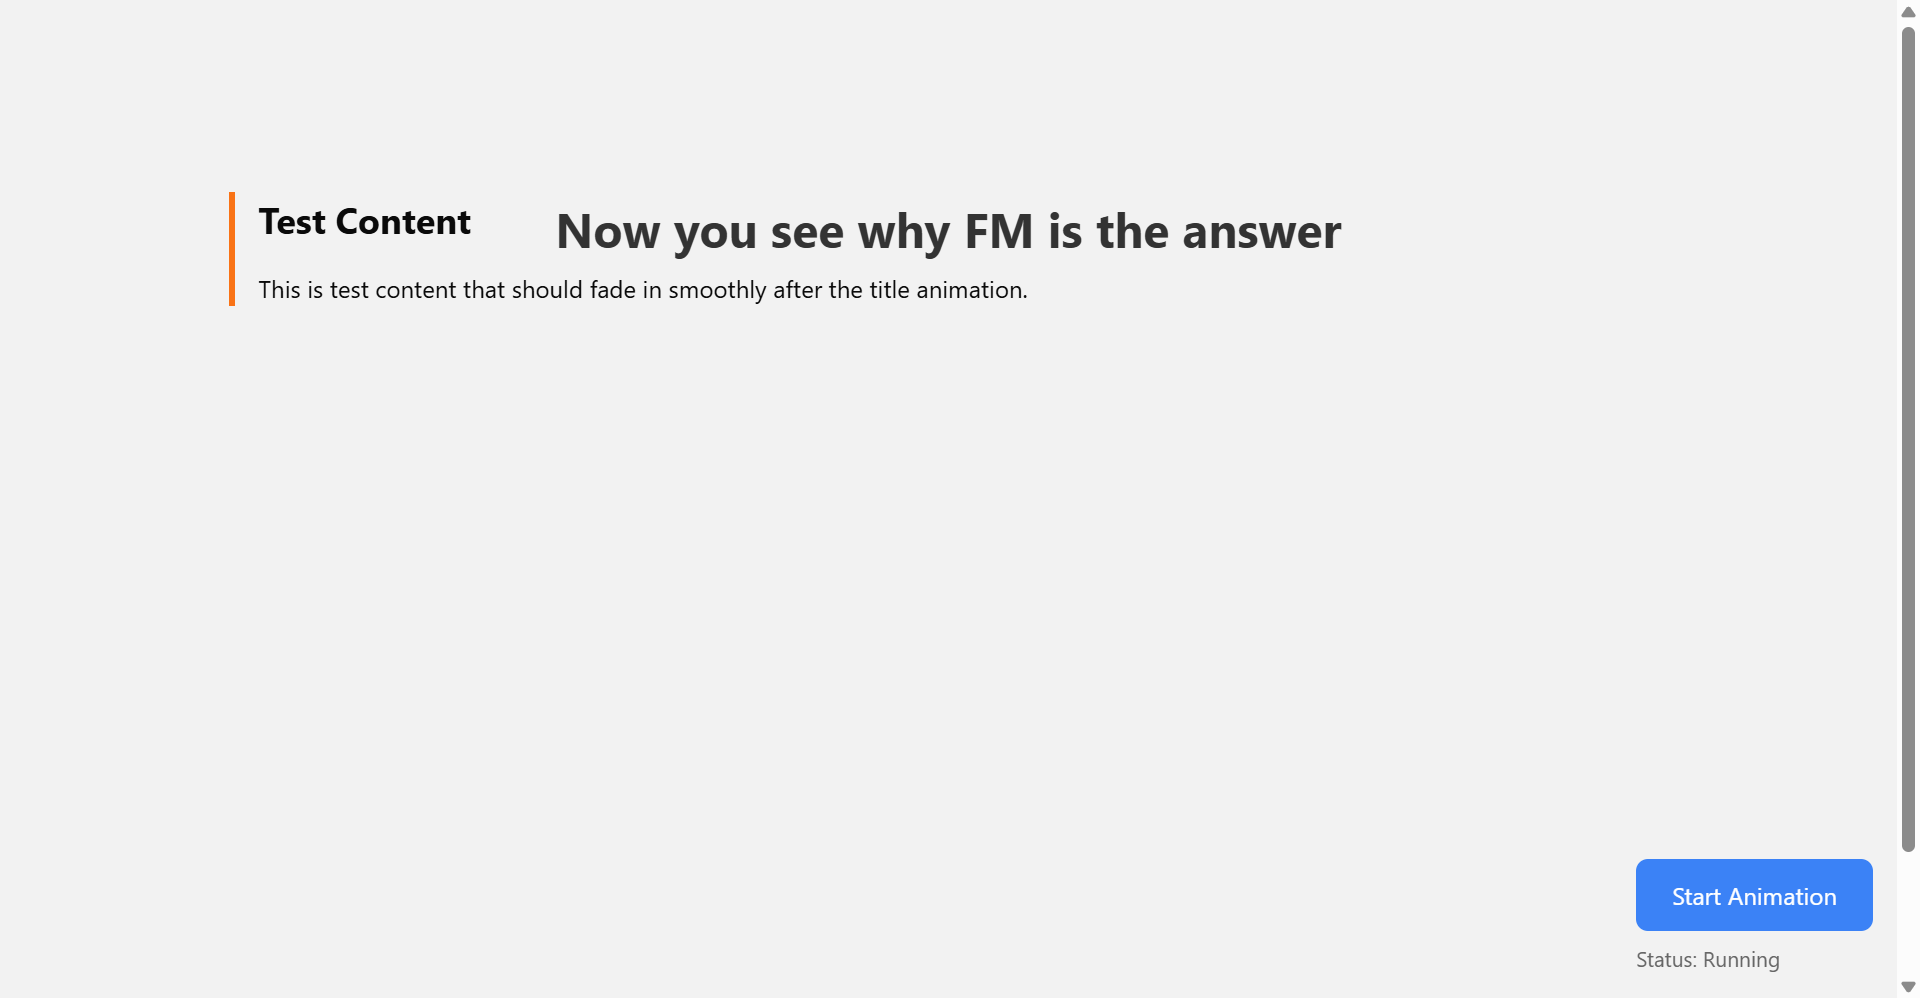 Test Content
Now you see why FM is the answer
This is test content that should fade in smoothly after the title animation.
Start Animation
Status: Running